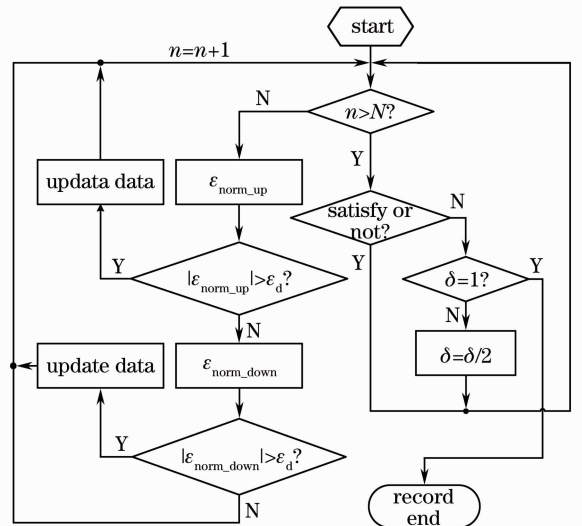 start
n=n+1
n>N?
N
Y
updata data
ε_norm_up
satisfy or
not?
N
Y
|ε_norm_up|>ε_d?
Y
N
δ=1?
Y
N
δ=δ/2
update data
ε_norm_down
|ε_norm_down|>ε_d?
Y
N
record
end